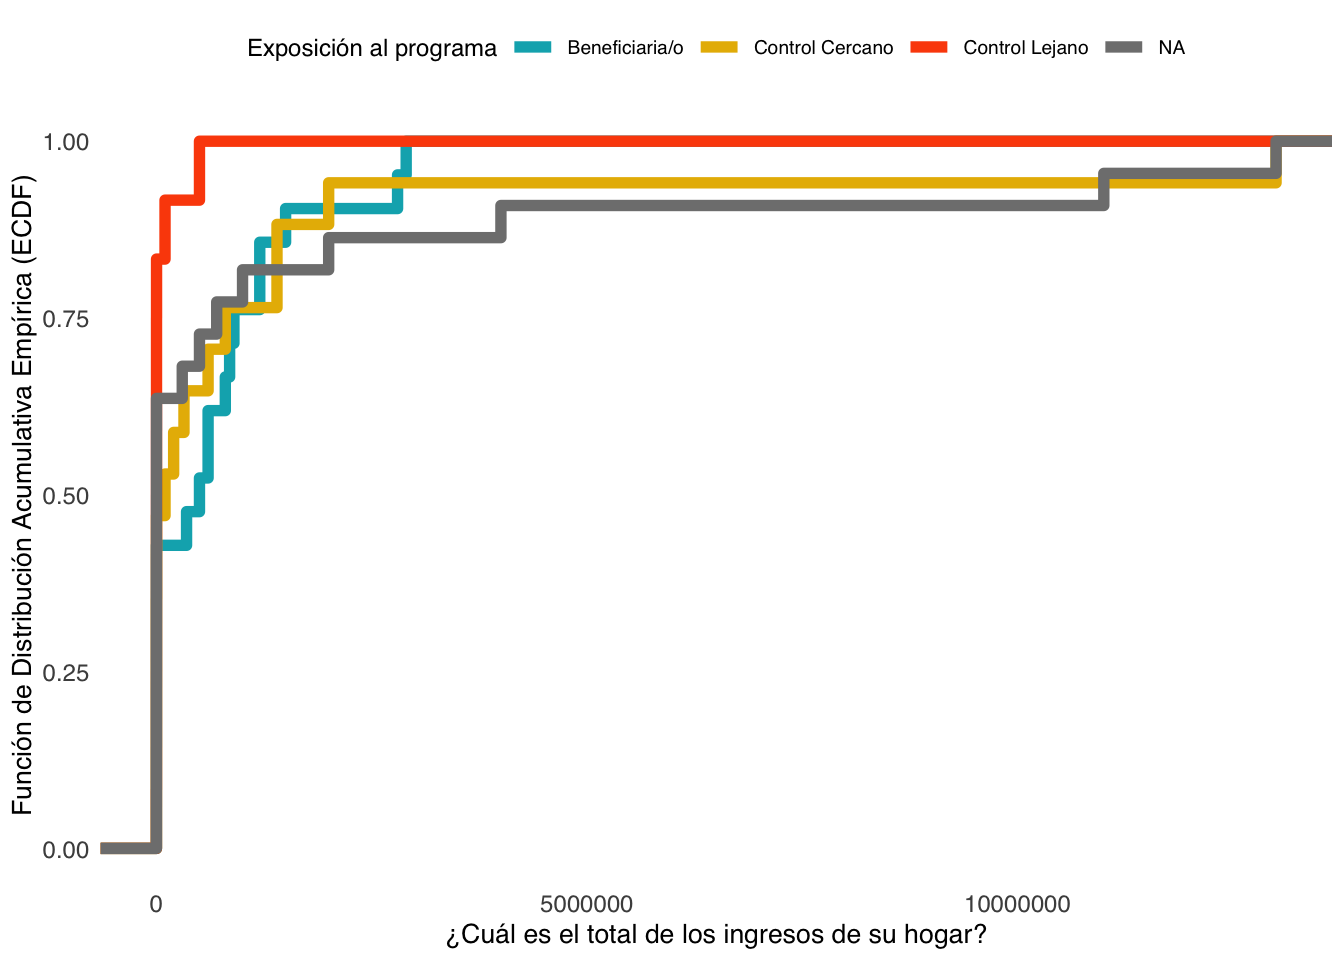 Exposición al programa Beneficiaria/o Control Cercano Control Lejano NA
1.00
0.75
0.50
0.25
0.00
Función de Distribución Acumulativa Empírica (ECDF)
0 5000000 10000000
¿Cuál es el total de los ingresos de su hogar?